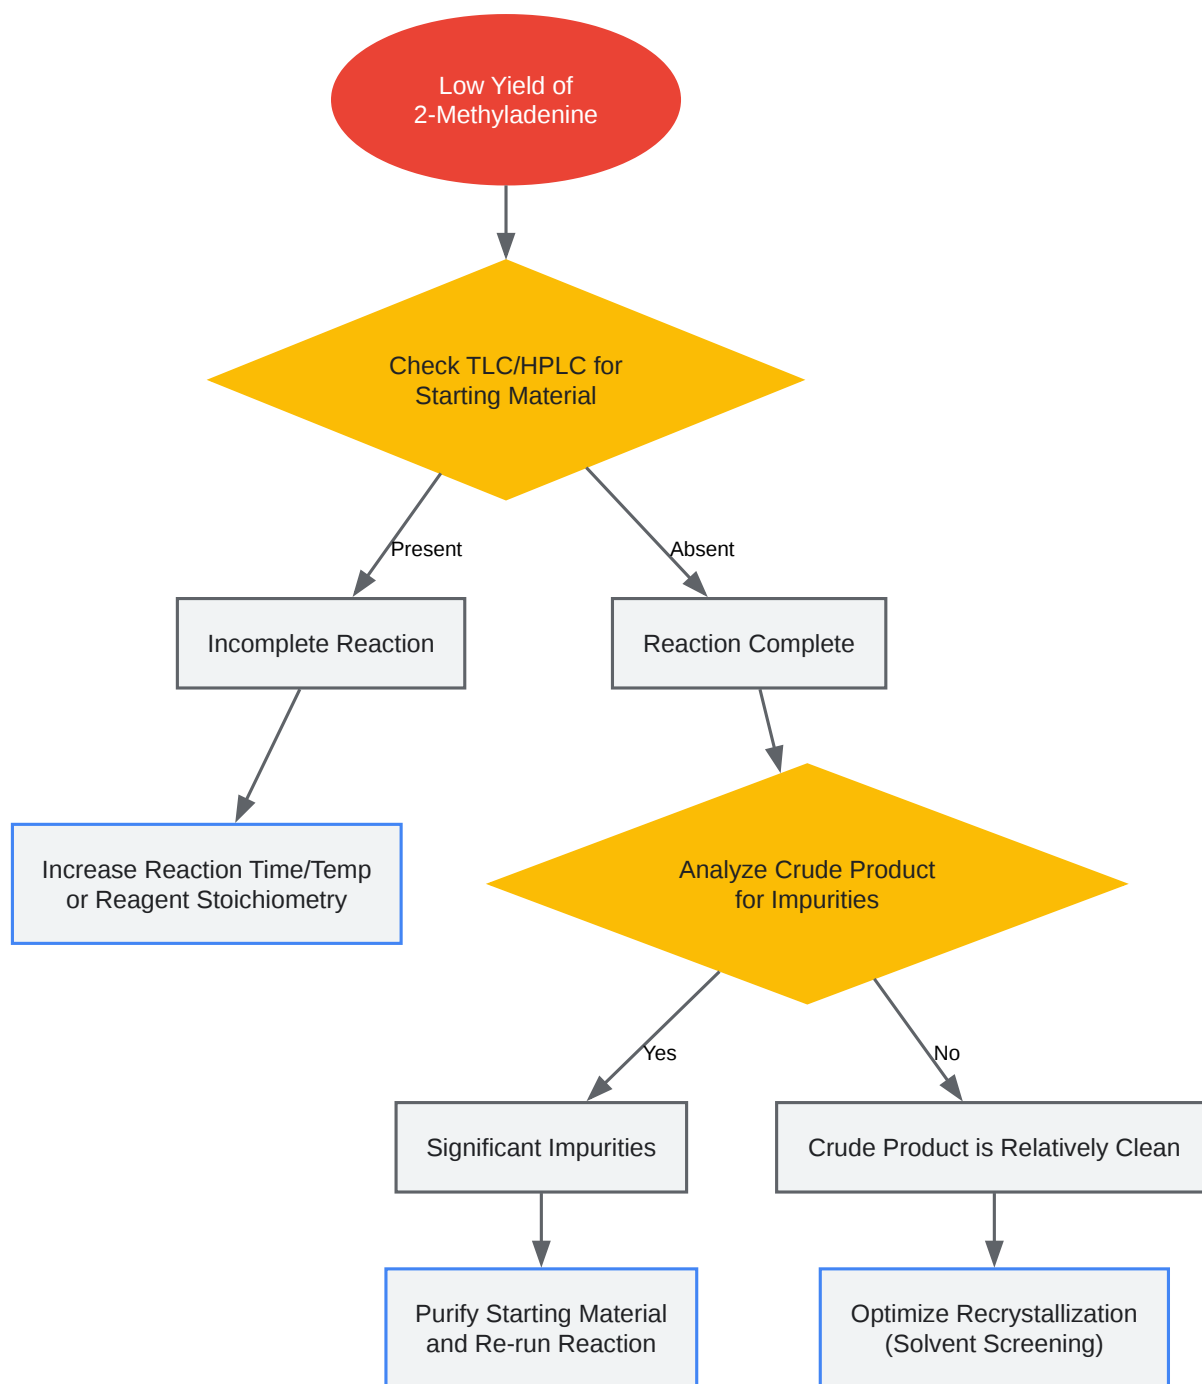 Low Yield of
2-Methyladenine
Check TLC/HPLC for
Starting Material
Present
Absent
Incomplete Reaction
Reaction Complete
Increase Reaction Time/Temp
or Reagent Stoichiometry
Analyze Crude Product
for Impurities
Yes
No
Significant Impurities
Crude Product is Relatively Clean
Purify Starting Material
and Re-run Reaction
Optimize Recrystallization
(Solvent Screening)